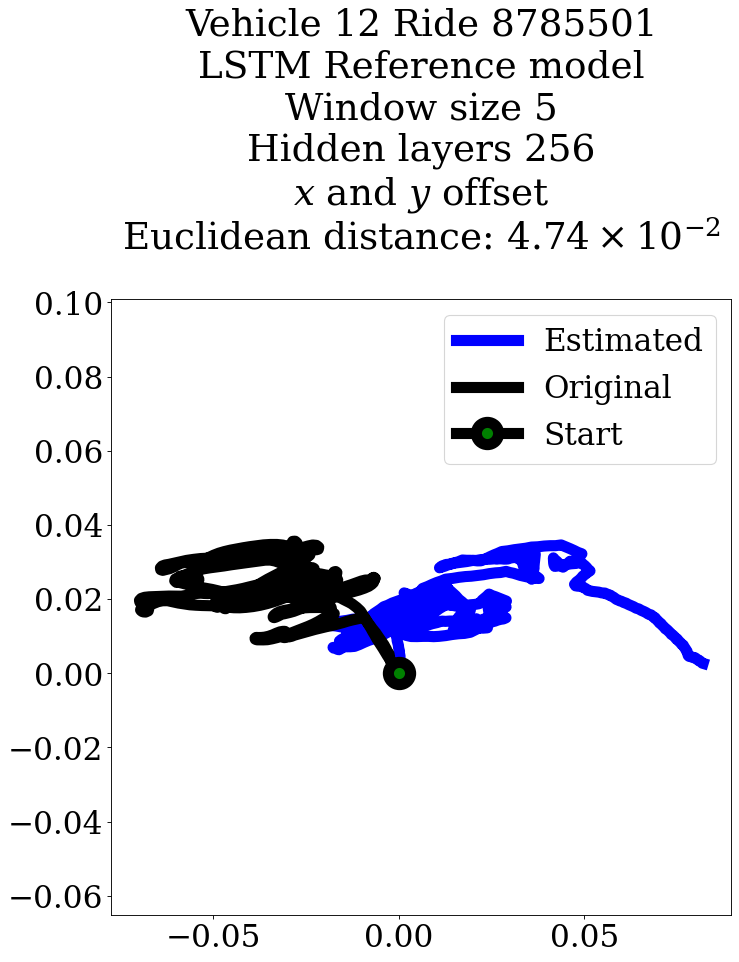 Vehicle 12 Ride 8785501
LSTM Reference model
Window size 5
Hidden layers 256
x and y offset
Euclidean distance: 4.74 × 10⁻²
0.10
0.08
0.06
0.04
0.02
0.00
−0.02
−0.04
−0.06
Estimated
Original
Start
−0.05
0.00
0.05